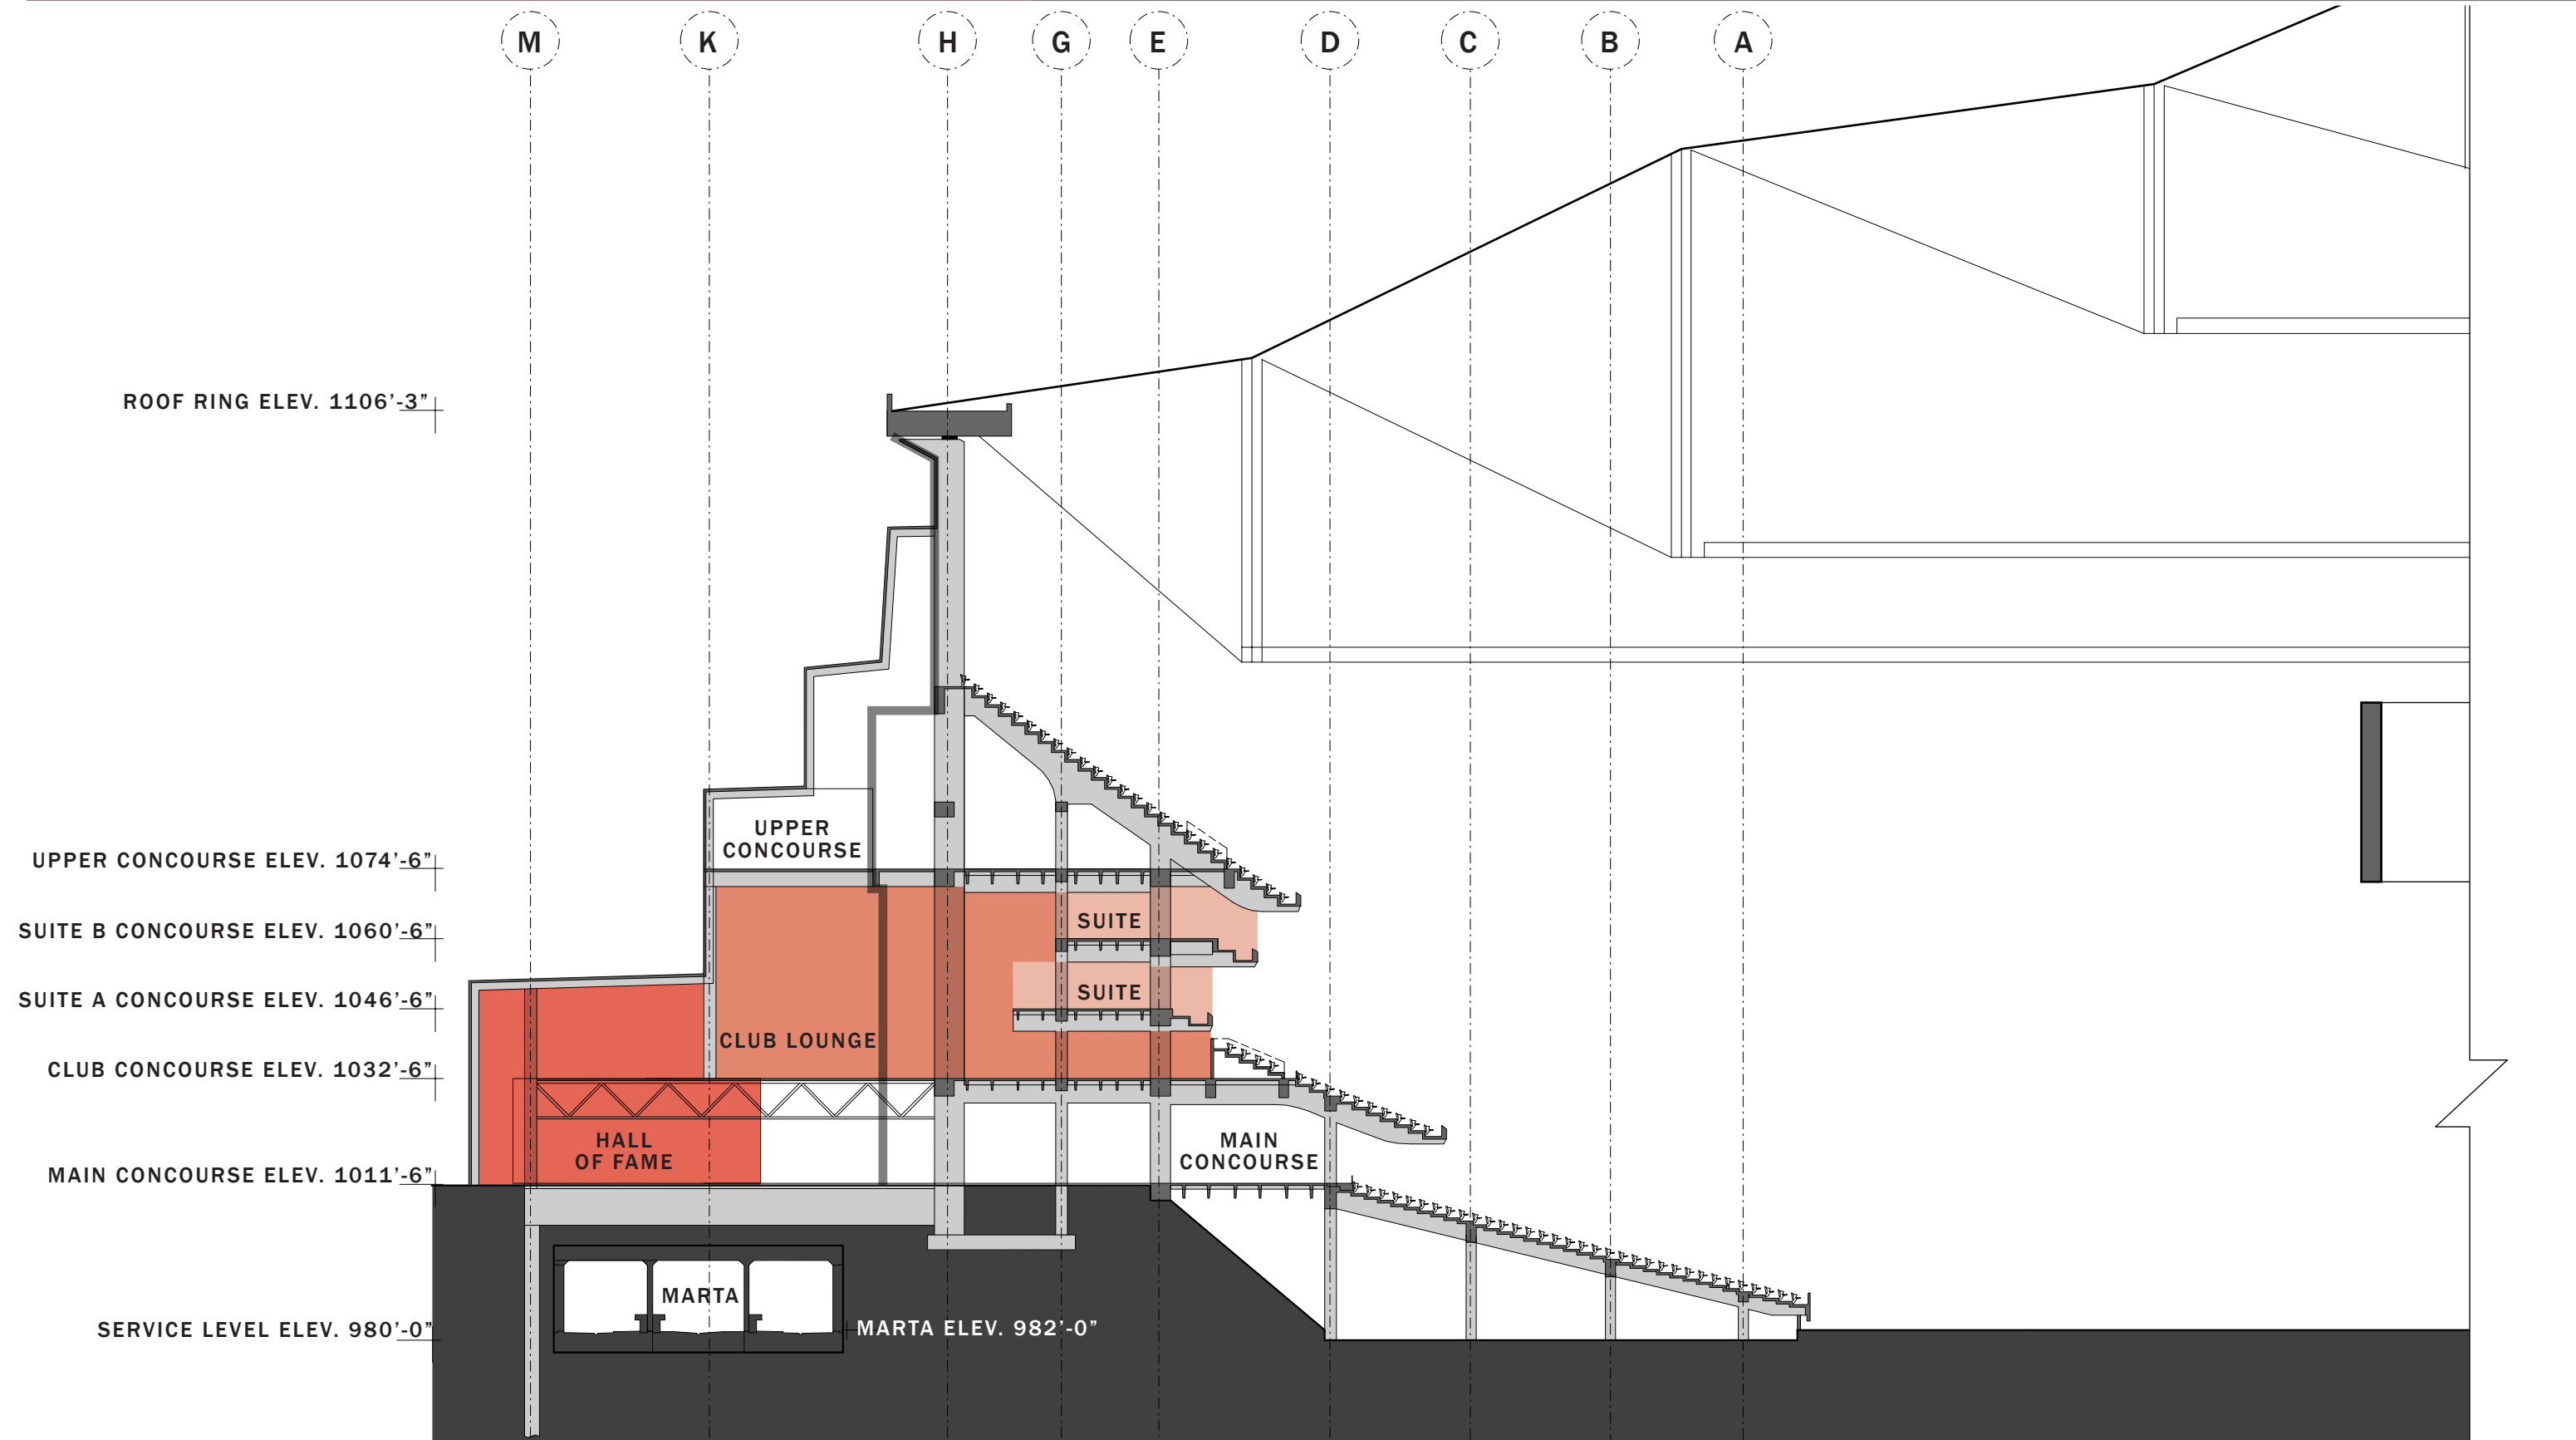 M K H G E D C B A
ROOF RING ELEV. 1106’-3”
UPPER
CONCOURSE
UPPER CONCOURSE ELEV. 1074’-6”
SUITE
SUITE B CONCOURSE ELEV. 1060’-6”
SUITE
SUITE A CONCOURSE ELEV. 1046’-6”
CLUB LOUNGE
CLUB CONCOURSE ELEV. 1032’-6”
HALL
OF FAME
MAIN
CONCOURSE
MAIN CONCOURSE ELEV. 1011’-6”
MARTA
SERVICE LEVEL ELEV. 980’-0”
MARTA ELEV. 982’-0”